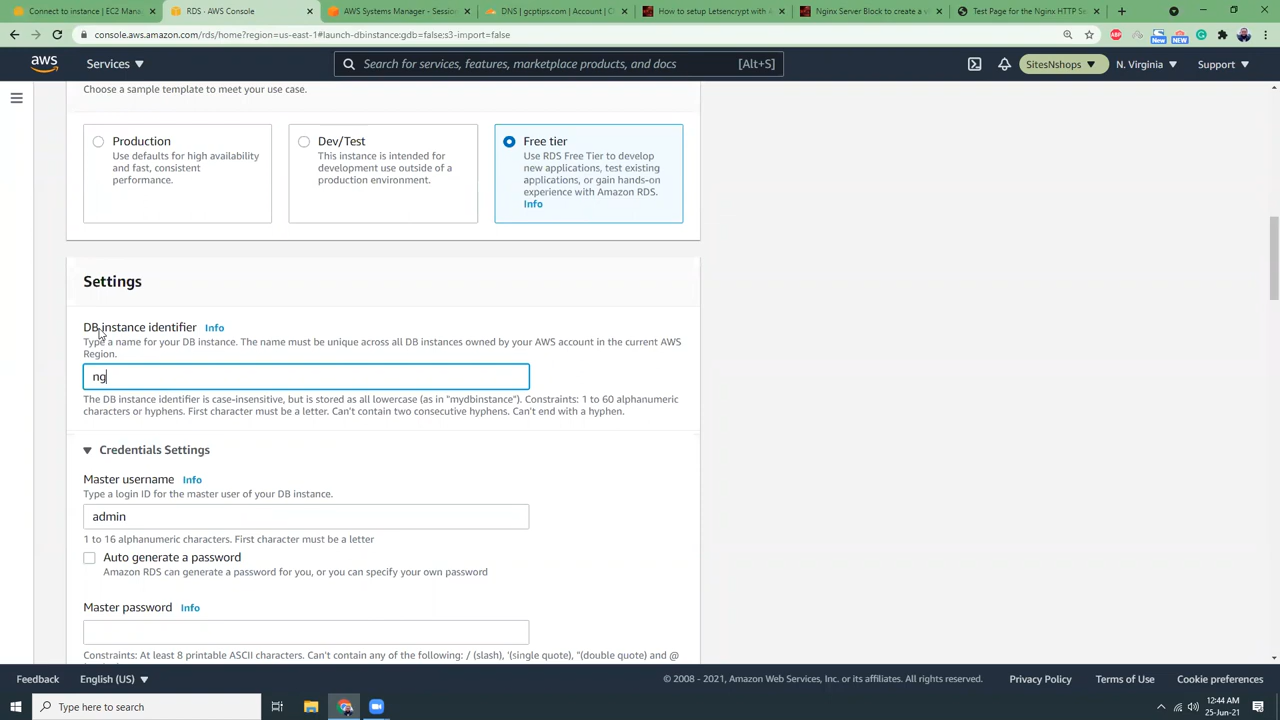 Connect to instance | EC2 Manag
RDS · AWS Console
AWS Systems Manager - Session
DNS | gcptips.com | Account | Cl
How to setup Letsencrypt with
Nginx Server Block to create a v
Test Page for the Nginx HTTP Se
console.aws.amazon.com/rds/home?region=us-east-1#launch-dbinstance:gdb=false:s3-import=false
ABP
New
NEW
aws
Services
Search for services, features, marketplace products, and docs
[Alt+S]
SitesNshops
N. Virginia
Support
Choose a sample template to meet your use case.
Production
Use defaults for high availability
and fast, consistent
performance.
Dev/Test
This instance is intended for
development use outside of a
production environment.
Free tier
Use RDS Free Tier to develop
new applications, test existing
applications, or gain hands-on
experience with Amazon RDS.
Info
Settings
DB instance identifier Info
Type a name for your DB instance. The name must be unique across all DB instances owned by your AWS account in the current AWS
Region.
ng
The DB instance identifier is case-insensitive, but is stored as all lowercase (as in "mydbinstance"). Constraints: 1 to 60 alphanumeric
characters or hyphens. First character must be a letter. Can't contain two consecutive hyphens. Can't end with a hyphen.
Credentials Settings
Master username Info
Type a login ID for the master user of your DB instance.
admin
1 to 16 alphanumeric characters. First character must be a letter
Auto generate a password
Amazon RDS can generate a password for you, or you can specify your own password
Master password Info
Constraints: At least 8 printable ASCII characters. Can't contain any of the following: / (slash), '(single quote), "(double quote) and @
Feedback
English (US)
© 2008 - 2021, Amazon Web Services, Inc. or its affiliates. All rights reserved.
Privacy Policy
Terms of Use
Cookie preferences
Type here to search
12:44 AM
25-Jun-21